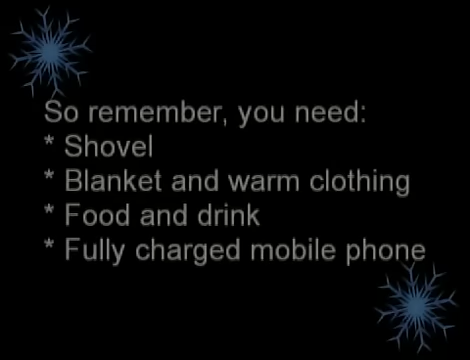 So remember, you need:
* Shovel
* Blanket and warm clothing
* Food and drink
* Fully charged mobile phone